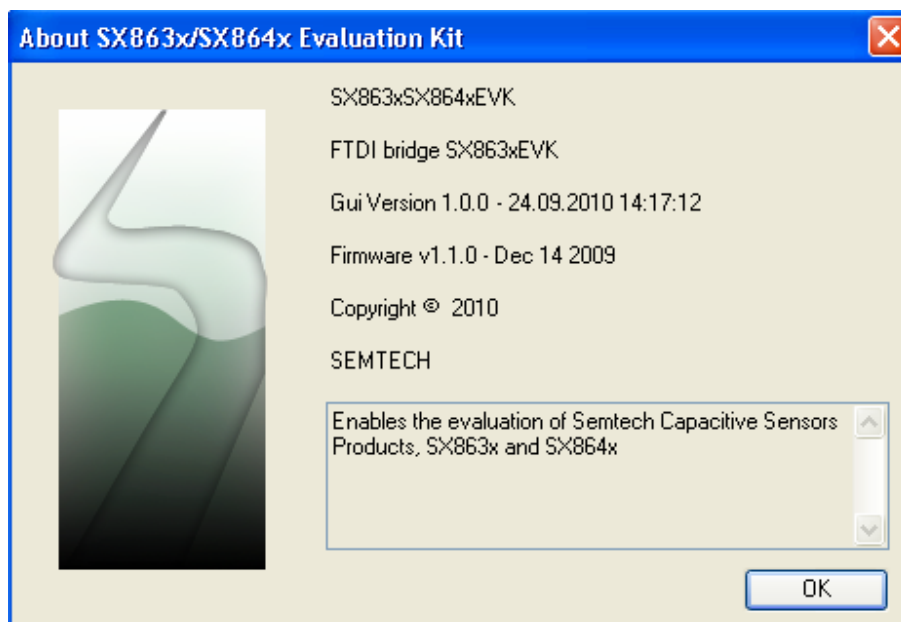 About SX863x/SX864x Evaluation Kit
SX863xSX864xEVK
FTDI bridge SX863xEVK
Gui Version 1.0.0 - 24.09.2010 14:17:12
Firmware v1.1.0 - Dec 14 2009
Copyright © 2010
SEMTECH
Enables the evaluation of Semtech Capacitive Sensors
Products, SX863x and SX864x
OK